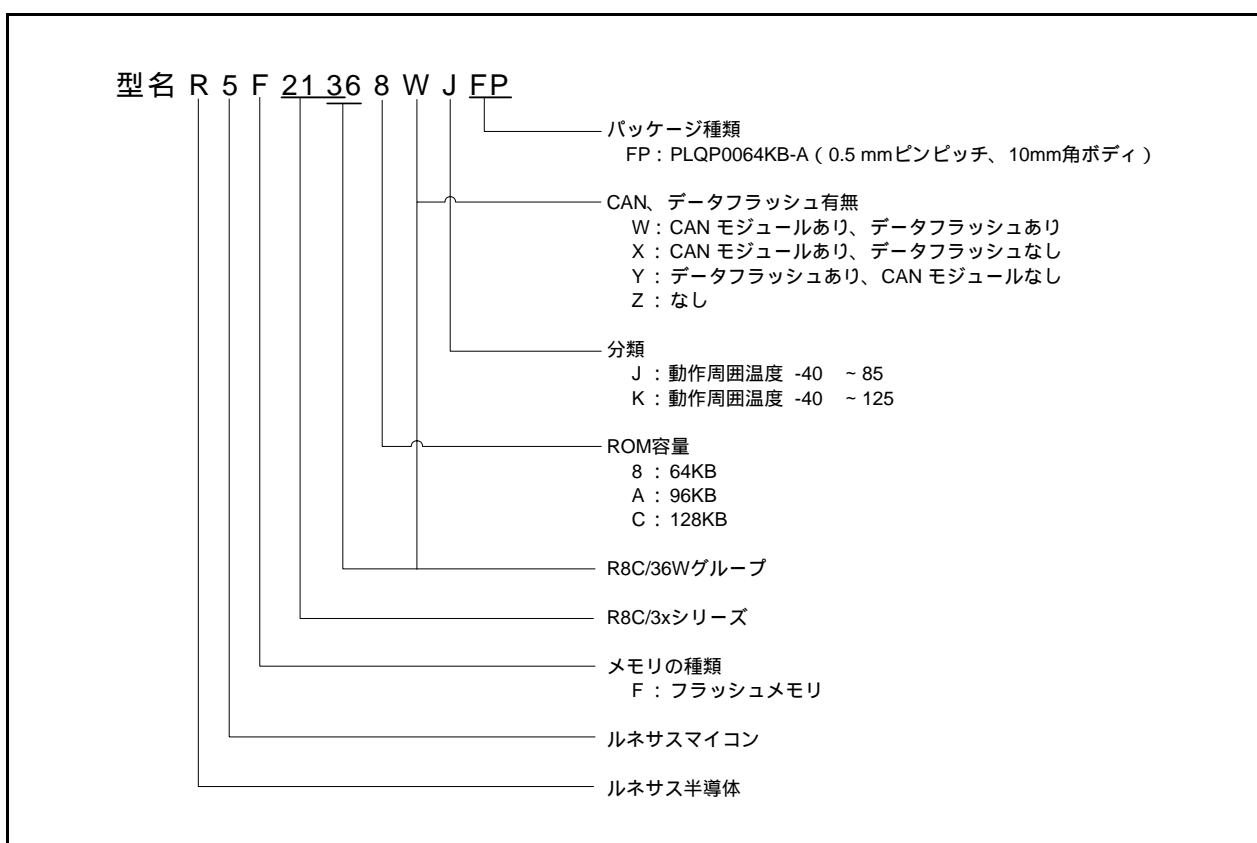 型名 R 5 F 21 36 8 W J FP
パッケージ種類
FP : PLQP0064KB-A ( 0.5 mmピンピッチ、10mm角ボディ )
CAN、データフラッシュ有無
W : CAN モジュールあり、データフラッシュあり
X : CAN モジュールあり、データフラッシュなし
Y : データフラッシュあり、CAN モジュールなし
Z : なし
分類
J : 動作周囲温度 -40 ~ 85
K : 動作周囲温度 -40 ~ 125
ROM容量
8 : 64KB
A : 96KB
C : 128KB
R8C/36Wグループ
R8C/3xシリーズ
メモリの種類
F : フラッシュメモリ
ルネサスマイコン
ルネサス半導体